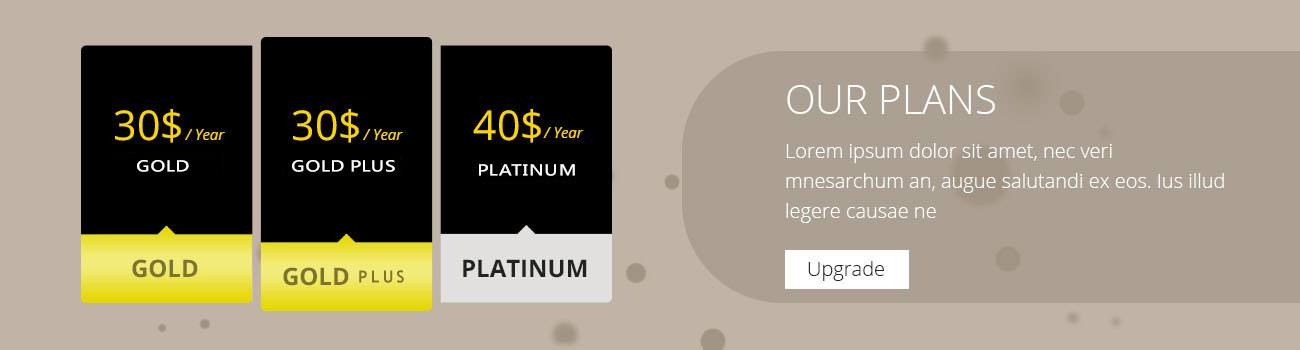 30$ / Year
GOLD
GOLD
30$ / Year
GOLD PLUS
GOLD PLUS
40$ / Year
PLATINUM
PLATINUM
OUR PLANS
Lorem ipsum dolor sit amet, nec veri
mnesarchum an, augue salutandi ex eos. Ius illud
legere causae ne
Upgrade